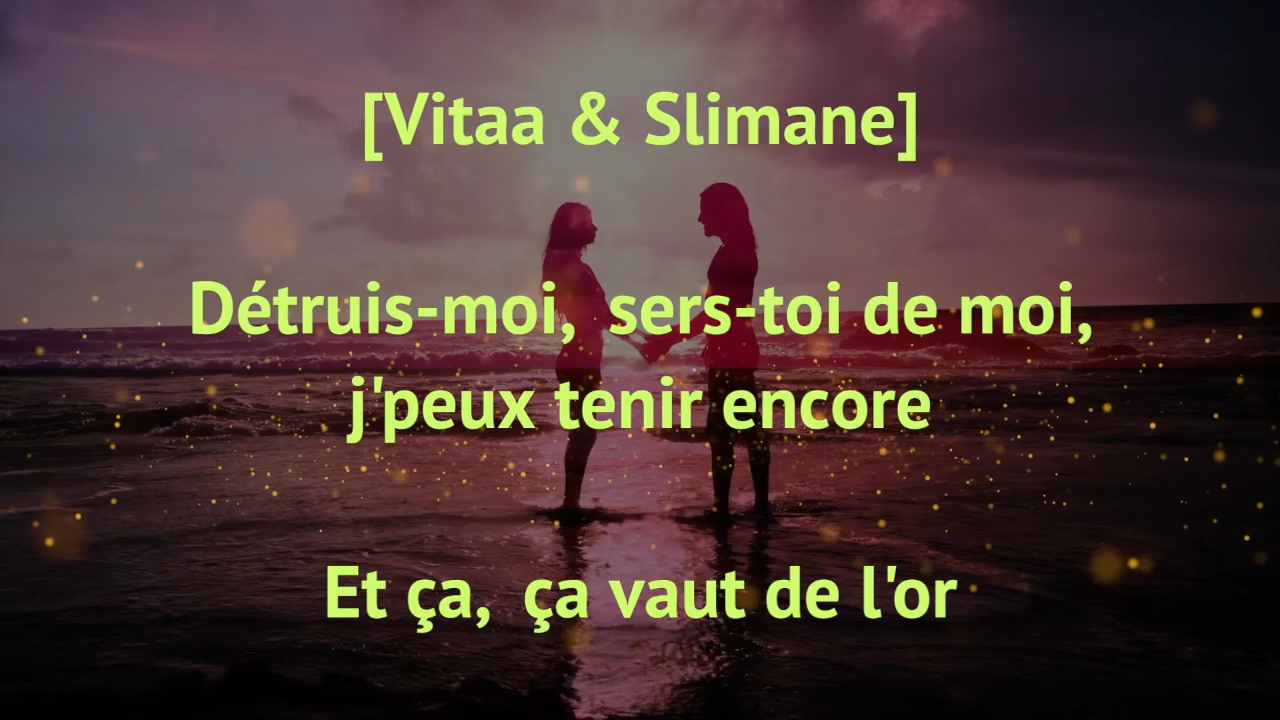 [Vitaa & Slimane]
Détruis-moi, sers-toi de moi,
j'peux tenir encore
Et ça, ça vaut de l'or